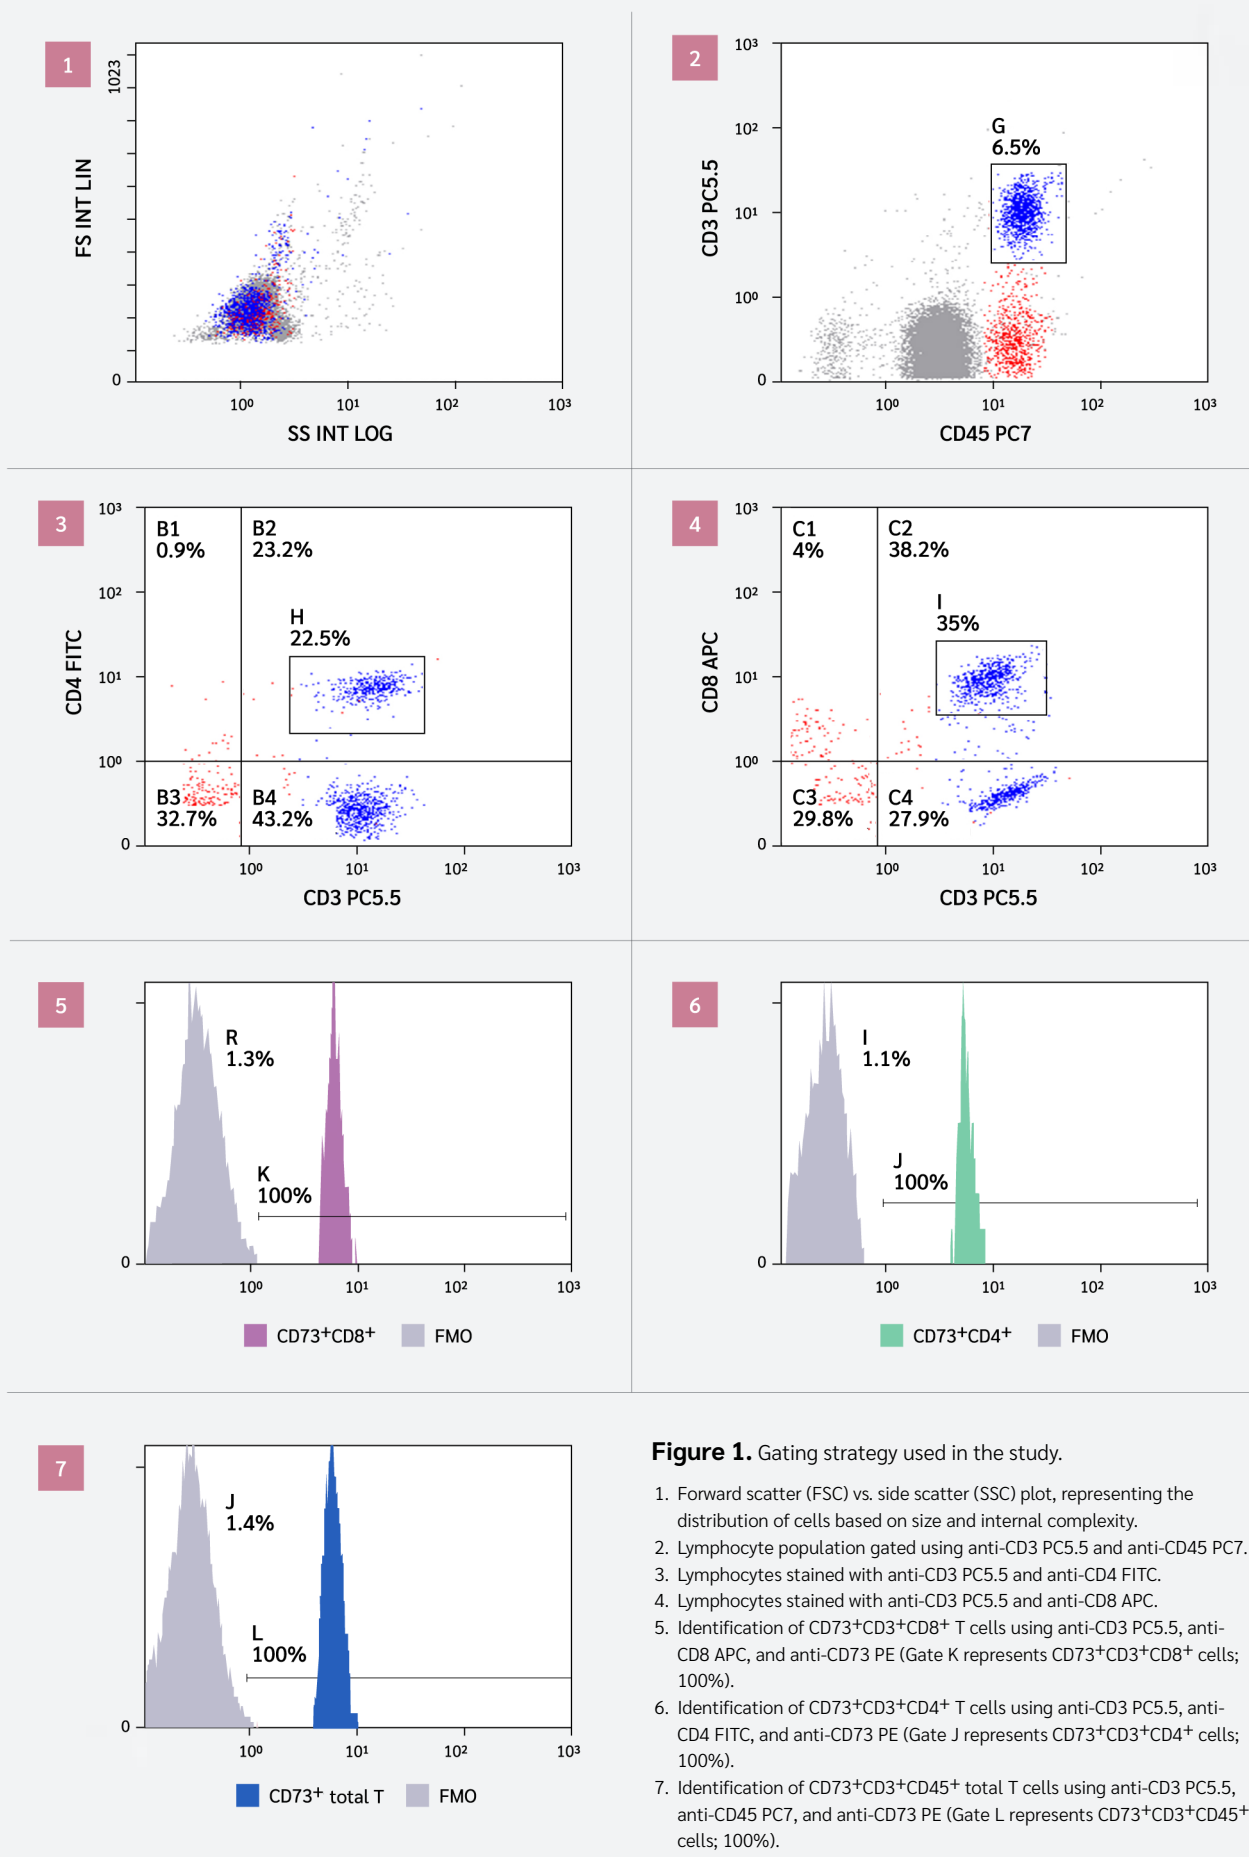 1
1023
FS INT LIN
0
10⁰ 10¹ 10² 10³
SS INT LOG
2
10³
10²
10¹
10⁰
0
CD3 PC5.5
G
6.5%
10⁰ 10¹ 10² 10³
CD45 PC7
3
10³
10²
10¹
10⁰
0
CD4 FITC
B1
0.9%
B2
23.2%
H
22.5%
B3
32.7%
B4
43.2%
10⁰ 10¹ 10² 10³
CD3 PC5.5
4
10³
10²
10¹
10⁰
0
CD8 APC
C1
4%
C2
38.2%
I
35%
C3
29.8%
C4
27.9%
10⁰ 10¹ 10² 10³
CD3 PC5.5
5
R
1.3%
K
100%
0
10⁰ 10¹ 10² 10³
CD73⁺CD8⁺ FMO
6
I
1.1%
J
100%
0
10⁰ 10¹ 10² 10³
CD73⁺CD4⁺ FMO
7
J
1.4%
L
100%
0
10⁰ 10¹ 10² 10³
CD73⁺ total T FMO
Figure 1. Gating strategy used in the study.
1. Forward scatter (FSC) vs. side scatter (SSC) plot, representing the
distribution of cells based on size and internal complexity.
2. Lymphocyte population gated using anti-CD3 PC5.5 and anti-CD45 PC7.
3. Lymphocytes stained with anti-CD3 PC5.5 and anti-CD4 FITC.
4. Lymphocytes stained with anti-CD3 PC5.5 and anti-CD8 APC.
5. Identification of CD73⁺CD3⁺CD8⁺ T cells using anti-CD3 PC5.5, anti-
CD8 APC, and anti-CD73 PE (Gate K represents CD73⁺CD3⁺CD8⁺ cells;
100%).
6. Identification of CD73⁺CD3⁺CD4⁺ T cells using anti-CD3 PC5.5, anti-
CD4 FITC, and anti-CD73 PE (Gate J represents CD73⁺CD3⁺CD4⁺ cells;
100%).
7. Identification of CD73⁺CD3⁺CD45⁺ total T cells using anti-CD3 PC5.5,
anti-CD45 PC7, and anti-CD73 PE (Gate L represents CD73⁺CD3⁺CD45⁺
cells; 100%).